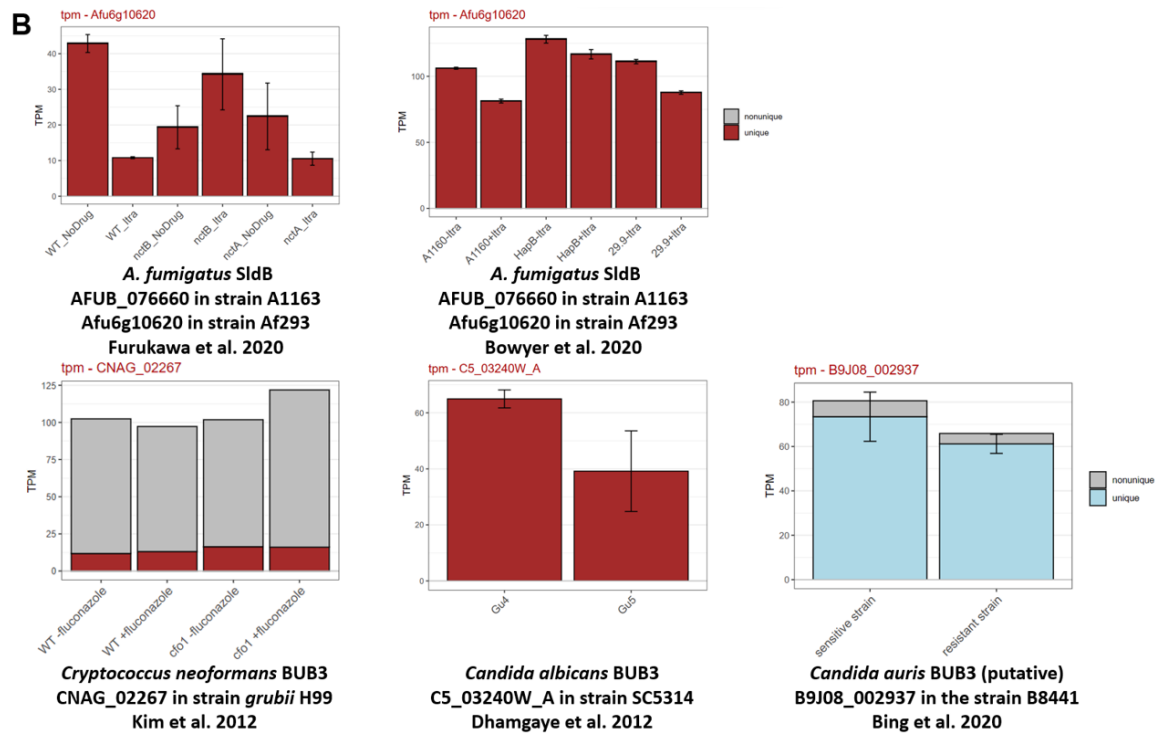 B
tpm - Afu6g10620
TPM
40
30
20
10
0
WT_NoDrug
WT_Itra
nctB_NoDrug
nctB_Itra
nctA_NoDrug
nctA_Itra
A. fumigatus SldB
AFUB_076660 in strain A1163
Afu6g10620 in strain Af293
Furukawa et al. 2020
tpm - Afu6g10620
TPM
100
50
0
A1160-Itra
A1160+Itra
HapB-Itra
HapB+Itra
29.9-Itra
29.9+Itra
nonunique
unique
A. fumigatus SldB
AFUB_076660 in strain A1163
Afu6g10620 in strain Af293
Bowyer et al. 2020
tpm - CNAG_02267
TPM
125
100
75
50
25
0
WT -fluconazole
WT +fluconazole
cfo1 -fluconazole
cfo1 +fluconazole
Cryptococcus neoformans BUB3
CNAG_02267 in strain grubii H99
Kim et al. 2012
tpm - C5_03240W_A
TPM
60
40
20
0
Gu4
Gu5
Candida albicans BUB3
C5_03240W_A in strain SC5314
Dhamgaye et al. 2012
tpm - B9J08_002937
TPM
80
60
40
20
0
sensitive strain
resistant strain
nonunique
unique
Candida auris BUB3 (putative)
B9J08_002937 in the strain B8441
Bing et al. 2020